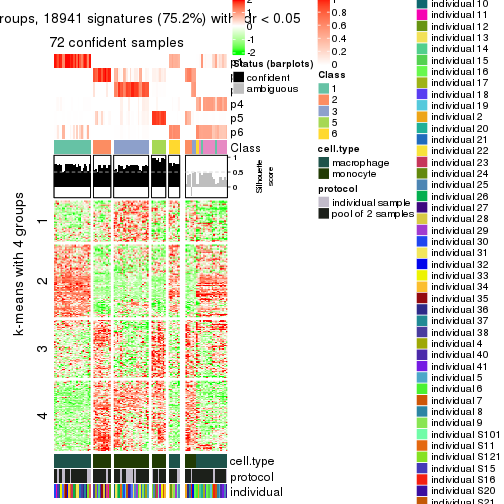 roups, 18941 signatures (75.2%) with fdr < 0.05
72 confident samples
k-means with 4 groups
1
2
3
4
p4
p5
p6
Class
1
0.5
0
Silhouette
score
cell.type
protocol
individual
2
1
0
-1
-2
Status (barplots)
confident
ambiguous
0.8
0.6
0.4
0.2
0
Class
1
2
3
5
6
cell.type
macrophage
monocyte
protocol
individual sample
pool of 2 samples
individual 10
individual 11
individual 12
individual 13
individual 14
individual 15
individual 16
individual 17
individual 18
individual 19
individual 2
individual 20
individual 21
individual 22
individual 23
individual 24
individual 25
individual 26
individual 27
individual 28
individual 29
individual 30
individual 31
individual 32
individual 33
individual 34
individual 35
individual 36
individual 37
individual 38
individual 4
individual 40
individual 41
individual 5
individual 6
individual 7
individual 8
individual 9
individual S101
individual S11
individual S121
individual S15
individual S16
individual S20
individual S21